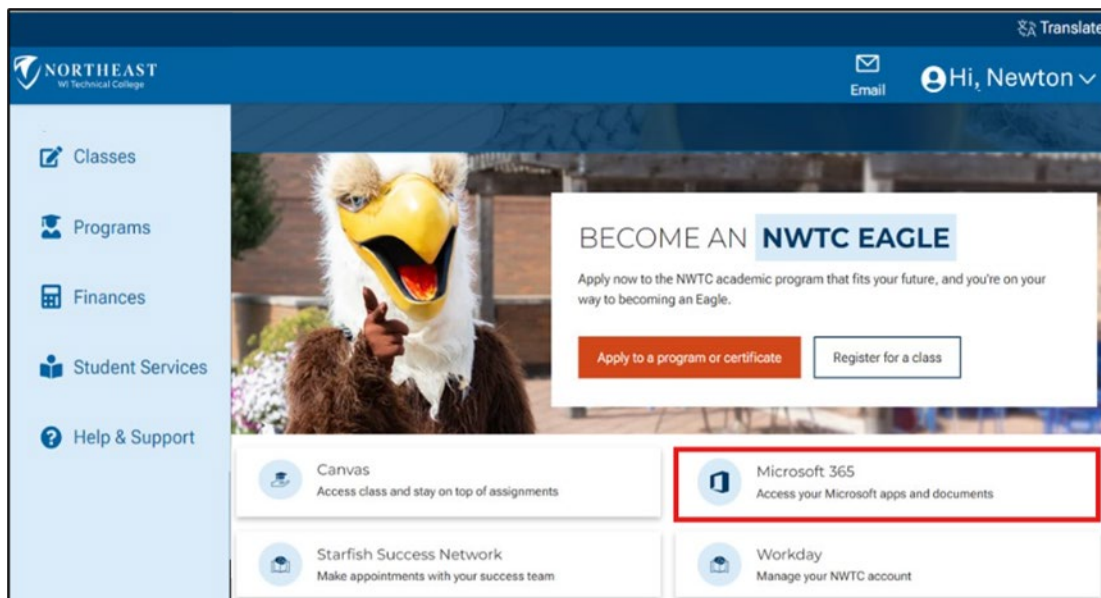 Translate
NORTHEAST
WI Technical College
Email
Hi, Newton
Classes
Programs
Finances
Student Services
Help & Support
BECOME AN NWTC EAGLE
Apply now to the NWTC academic program that fits your future, and you're on your
way to becoming an Eagle.
Apply to a program or certificate
Register for a class
Canvas
Access class and stay on top of assignments
Microsoft 365
Access your Microsoft apps and documents
Starfish Success Network
Make appointments with your success team
Workday
Manage your NWTC account